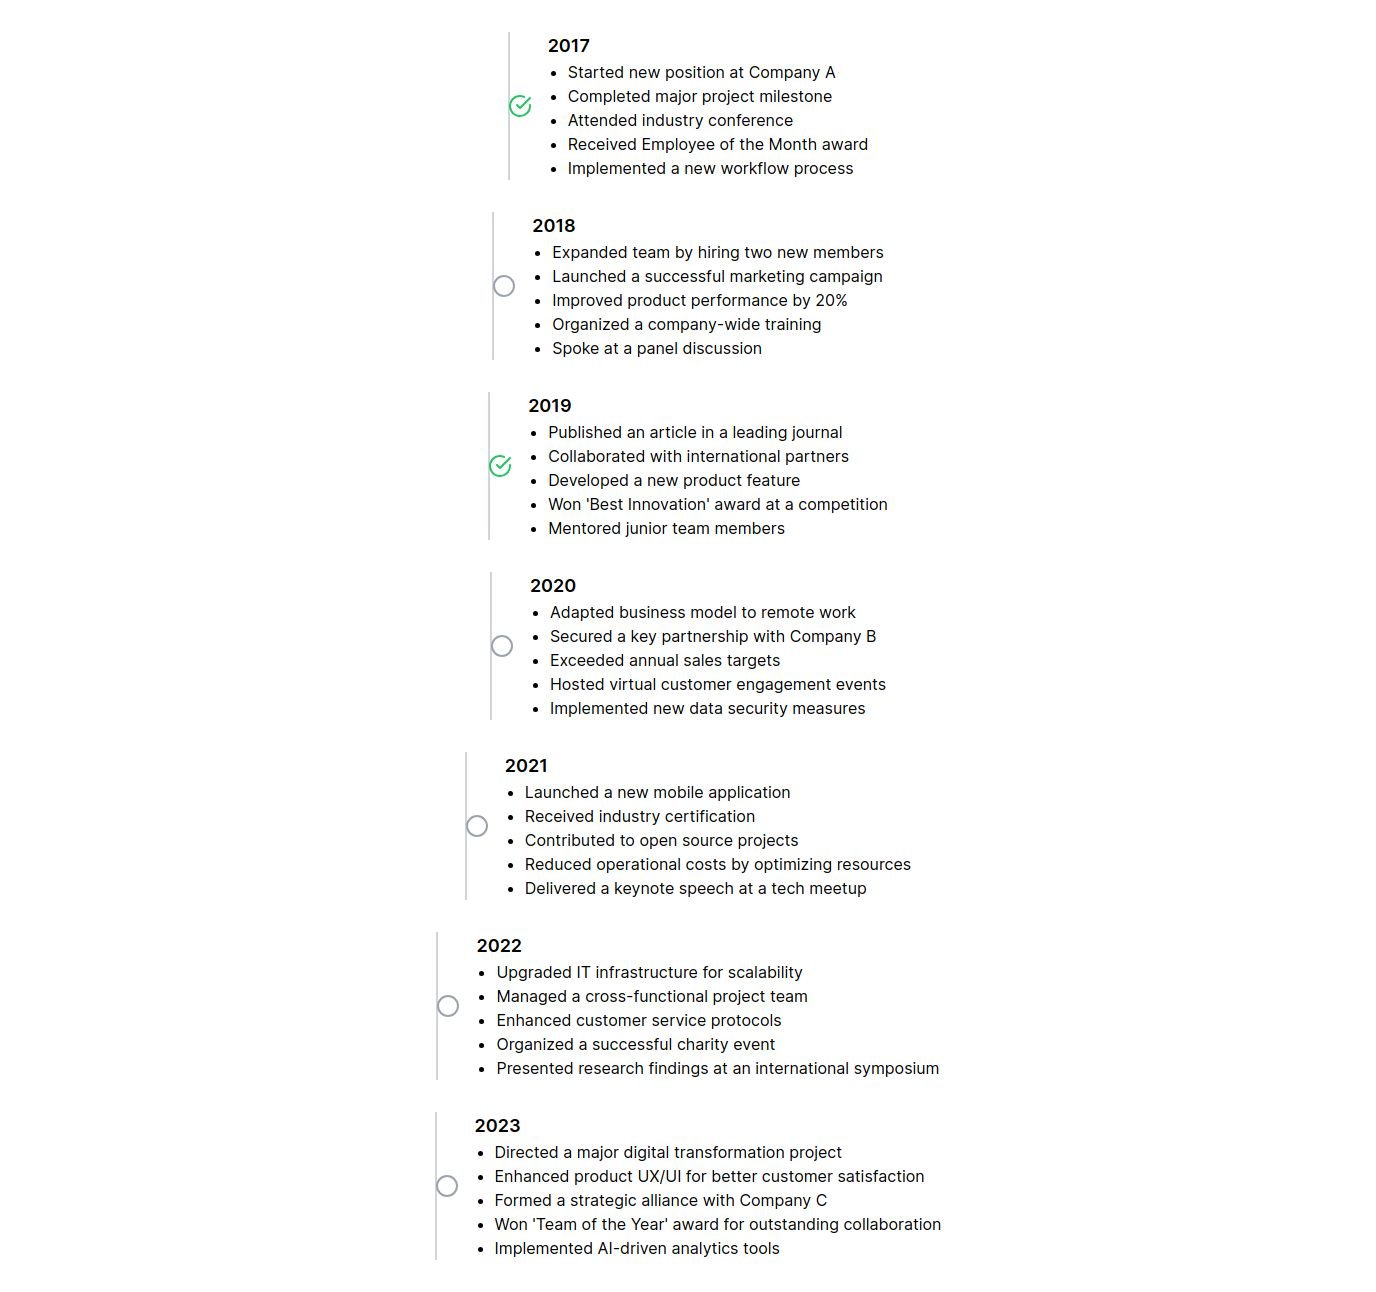 2017
• Started new position at Company A
• Completed major project milestone
• Attended industry conference
• Received Employee of the Month award
• Implemented a new workflow process
2018
• Expanded team by hiring two new members
• Launched a successful marketing campaign
• Improved product performance by 20%
• Organized a company-wide training
• Spoke at a panel discussion
2019
• Published an article in a leading journal
• Collaborated with international partners
• Developed a new product feature
• Won 'Best Innovation' award at a competition
• Mentored junior team members
2020
• Adapted business model to remote work
• Secured a key partnership with Company B
• Exceeded annual sales targets
• Hosted virtual customer engagement events
• Implemented new data security measures
2021
• Launched a new mobile application
• Received industry certification
• Contributed to open source projects
• Reduced operational costs by optimizing resources
• Delivered a keynote speech at a tech meetup
2022
• Upgraded IT infrastructure for scalability
• Managed a cross-functional project team
• Enhanced customer service protocols
• Organized a successful charity event
• Presented research findings at an international symposium
2023
• Directed a major digital transformation project
• Enhanced product UX/UI for better customer satisfaction
• Formed a strategic alliance with Company C
• Won 'Team of the Year' award for outstanding collaboration
• Implemented AI-driven analytics tools